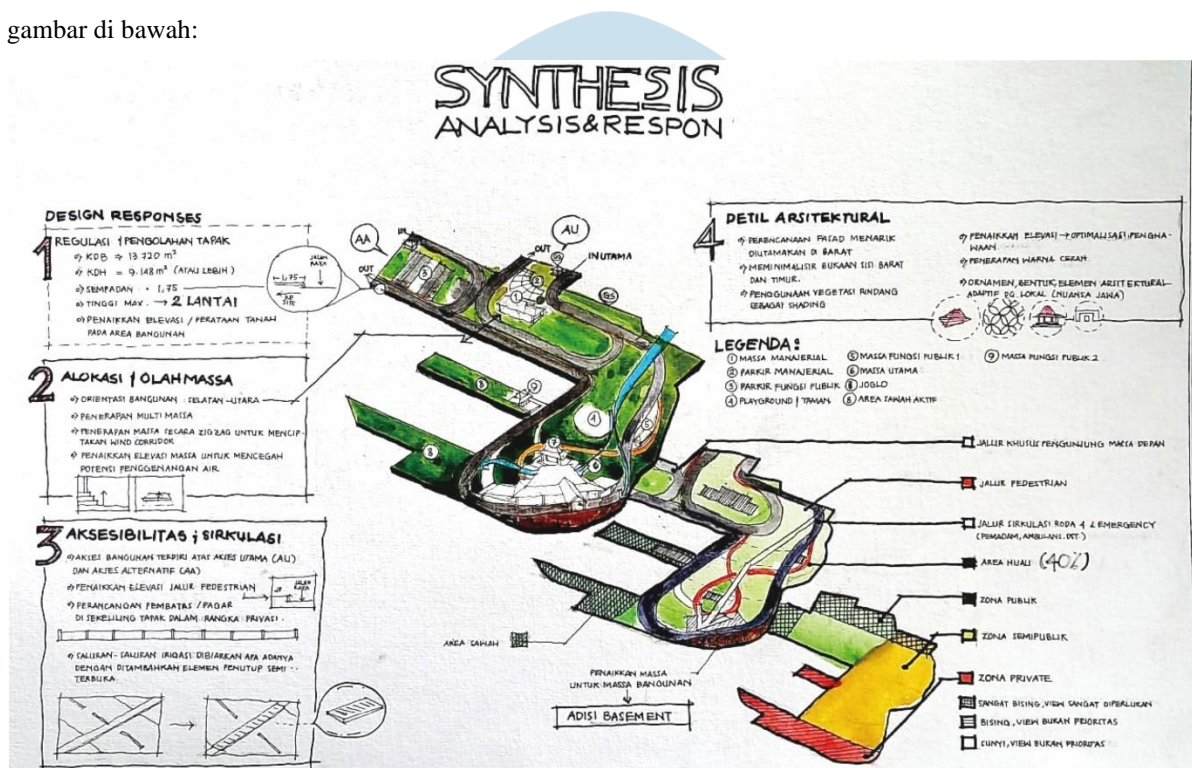 gambar di bawah:
SYNTHESIS
ANALYSIS&RESPON
DESIGN RESPONSES
1 REGULASI & PENGOLAHAN TAPAK
KDB → 13.720 m²
KDH = 9.148 m² (ATAU LEBIH)
SEMPADAN 1,75
TINGGI MAX. → 2 LANTAI
PENAIKKAN ELEVASI / PERATAAN TANAH
PADA AREA BANGUNAN
1,75
JALAN
RAYA
2 ALOKASI & OLAH MASSA
ORIENTASI BANGUNAN SELATAN-UTARA
PENERAPAN MULTI MASSA
PENERAPAN MASSA SECARA ZIGZAG UNTUK MENCIP-
TAKAN WIND CORRIDOR
PENAIKKAN ELEVASI MASSA UNTUK MENCEGAH
POTENSI PENGGENANGAN AIR
3 AKSESIBILITAS & SIRKULASI
AKSES BANGUNAN TERDIRI ATAS AKSES UTAMA (AU)
DAN AKSES ALTERNATIF (AA)
PENAIKKAN ELEVASI JALUR PEDESTRIAN
JP
JALAN
RAYA
PERANCANGAN PEMBATAS / PAGAR
DI SEKELILING TAPAK DALAM RANGKA PRIVASI.
SALURAN-SALURAN IRIGASI DIBIARKAN APA ADANYA
DENGAN DITAMBAHKAN ELEMEN PENUTUP SEMI
TERBUKA
AA
IN
OUT
AU
OUT
IN UTAMA
4 DETIL ARSITEKTURAL
PERENCANAAN FASAD MENARIK
DIUTAMAKAN DI BARAT
MEMINIMALISIR BUKAAN SISI BARAT
DAN TIMUR.
PENGGUNAAN VEGETASI RINDANG
SEBAGAI SHADING
PENAIKKAN ELEVASI → OPTIMALISASI PENGHA-
WAAN.
PENERAPAN WARNA CERAH.
ORNAMEN, BENTUK, ELEMEN ARSITEKTURAL
ADAPTIF DG. LOKAL (NUANSA JAWA)
LEGENDA:
① MASSA MANAJERIAL
② PARKIR MANAJERIAL
③ PARKIR FUNGSI PUBLIK
④ PLAYGROUND / TAMAN
⑤ MASSA FUNGSI PUBLIK 1
⑥ MASSA UTAMA
JOGLO
⑧ AREA SAWAH AKTIF
⑨ MASSA FUNGSI PUBLIK 2
JALUR KHUSUS PENGUNJUNG MASSA DEPAN
JALUR PEDESTRIAN
JALUR SIRKULASI RODA 4 & EMERGENCY
(PEMADAM, AMBULANS. DST.)
AREA HIJAU (40%)
ZONA PUBLIK
ZONA SEMIPUBLIK
ZONA PRIVATE
SANGAT BISING, VIEW SANGAT DIPERLUKAN
BISING, VIEW BUKAN PRIORITAS
SUNYI, VIEW BUKAN PRIORITAS
AREA SAWAH
PENAIKKAN MASSA
UNTUK MASSA BANGUNAN
ADISI BASEMENT